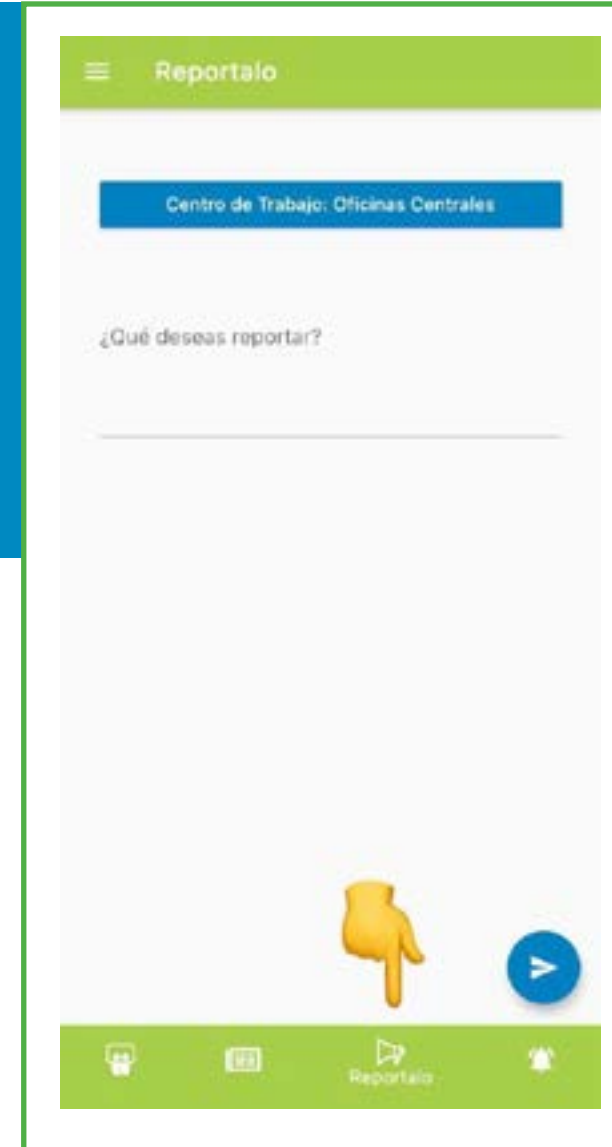 Reportalo
Centro de Trabajo: Oficinas Centrales
¿Qué deseas reportar?
Reportalo